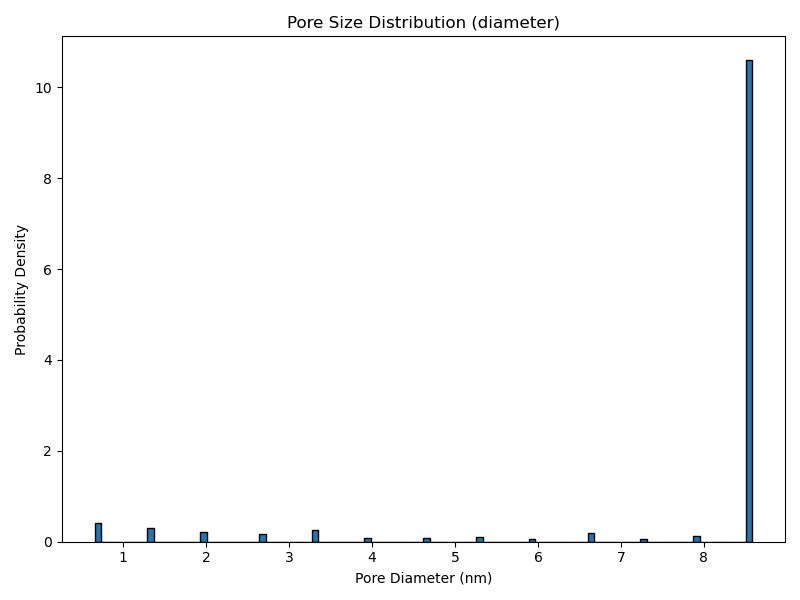 Pore Size Distribution (diameter)
Probability Density
10
8
6
4
2
0
1 2 3 4 5 6 7 8
Pore Diameter (nm)